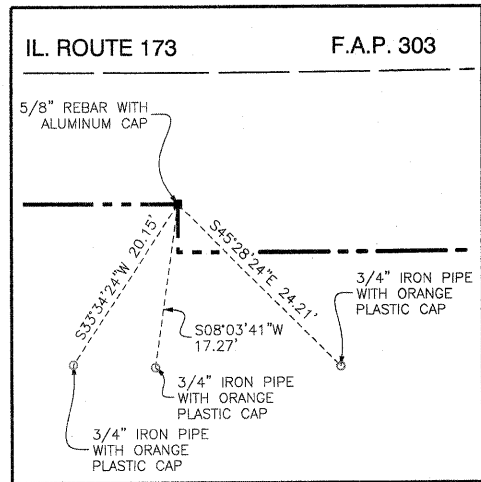 IL. ROUTE 173
F.A.P. 303
5/8" REBAR WITH
ALUMINUM CAP
S33°34'24"W 20.15'
S45°28'24"E 24.21'
S08°03'41"W
17.27'
3/4" IRON PIPE
WITH ORANGE
PLASTIC CAP
3/4" IRON PIPE
WITH ORANGE
PLASTIC CAP
3/4" IRON PIPE
WITH ORANGE
PLASTIC CAP